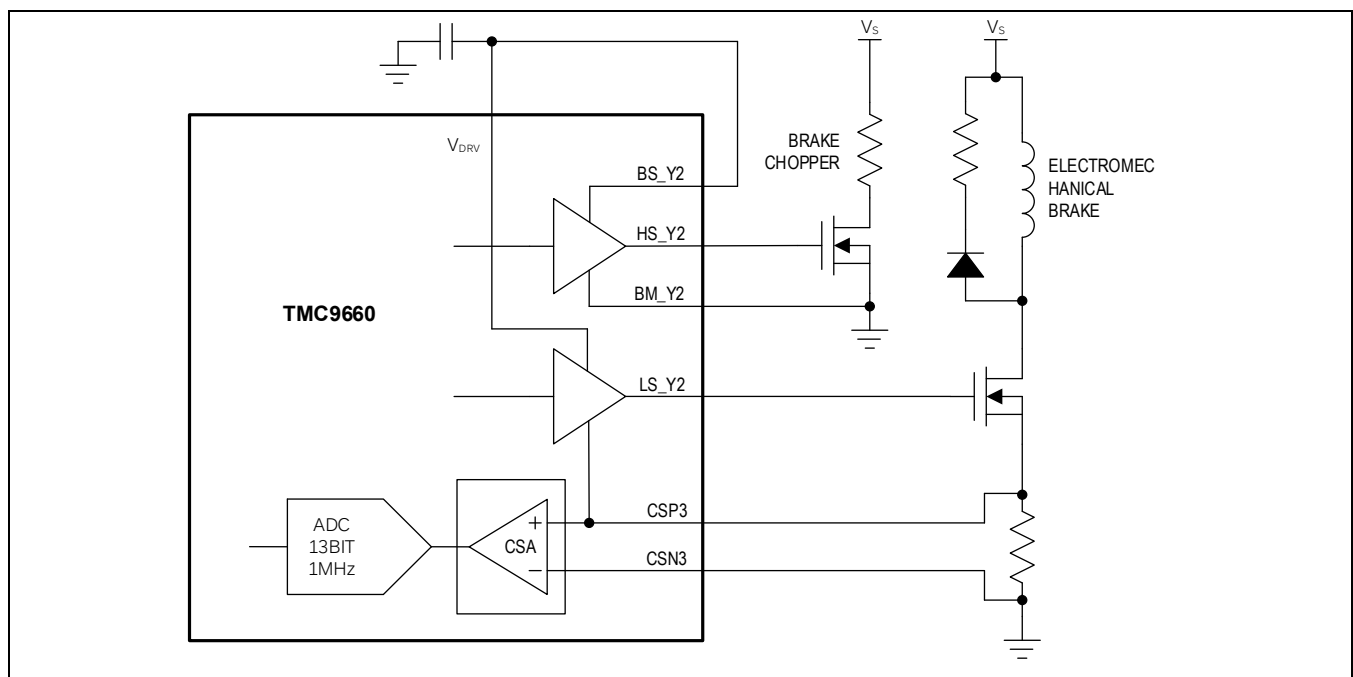 Vs
Vs
VDRV
BRAKE
CHOPPER
ELECTROMEC
HANICAL
BRAKE
BS_Y2
HS_Y2
BM_Y2
TMC9660
LS_Y2
ADC
13BIT
1MHz
+
CSA
−
CSP3
CSN3